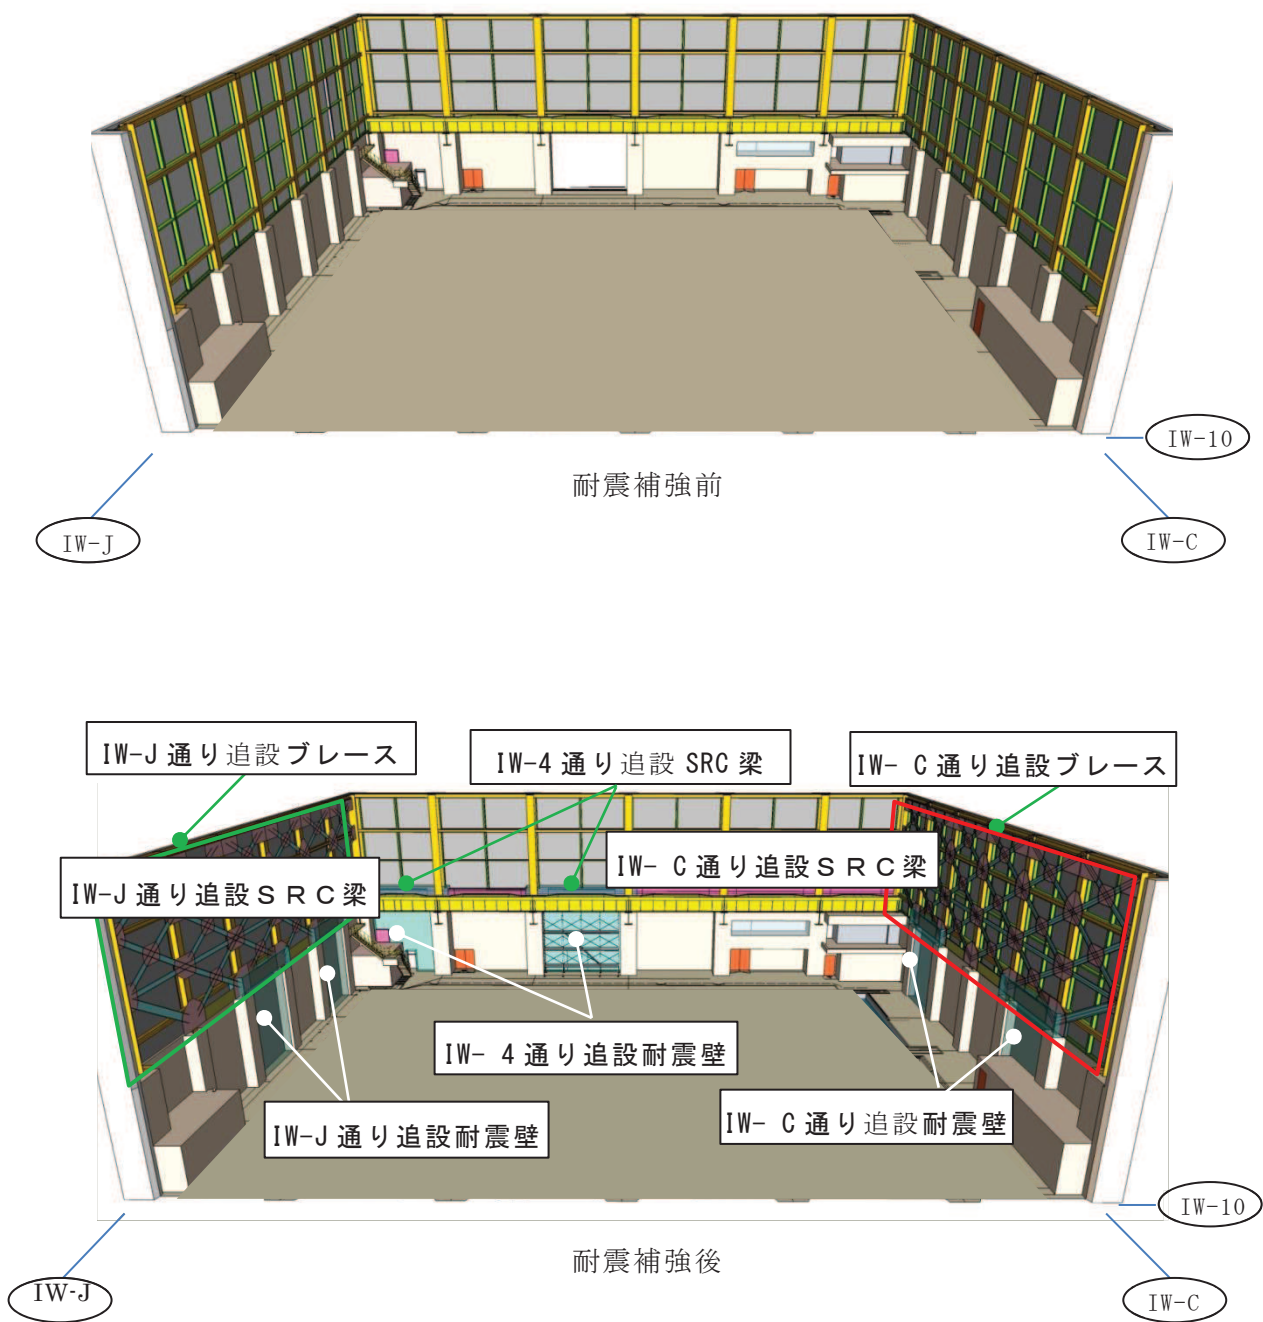 IW-10
耐震補強前
IW-J
IW-C
IW-J 通り追設ブレース
IW-4 通り追設 SRC 梁
IW- C 通り追設ブレース
IW-J 通り追設ＳＲＣ梁
IW- C 通り追設ＳＲＣ梁
IW- 4 通り追設耐震壁
IW-J 通り追設耐震壁
IW- C 通り追設耐震壁
IW-10
耐震補強後
IW-J
IW-C